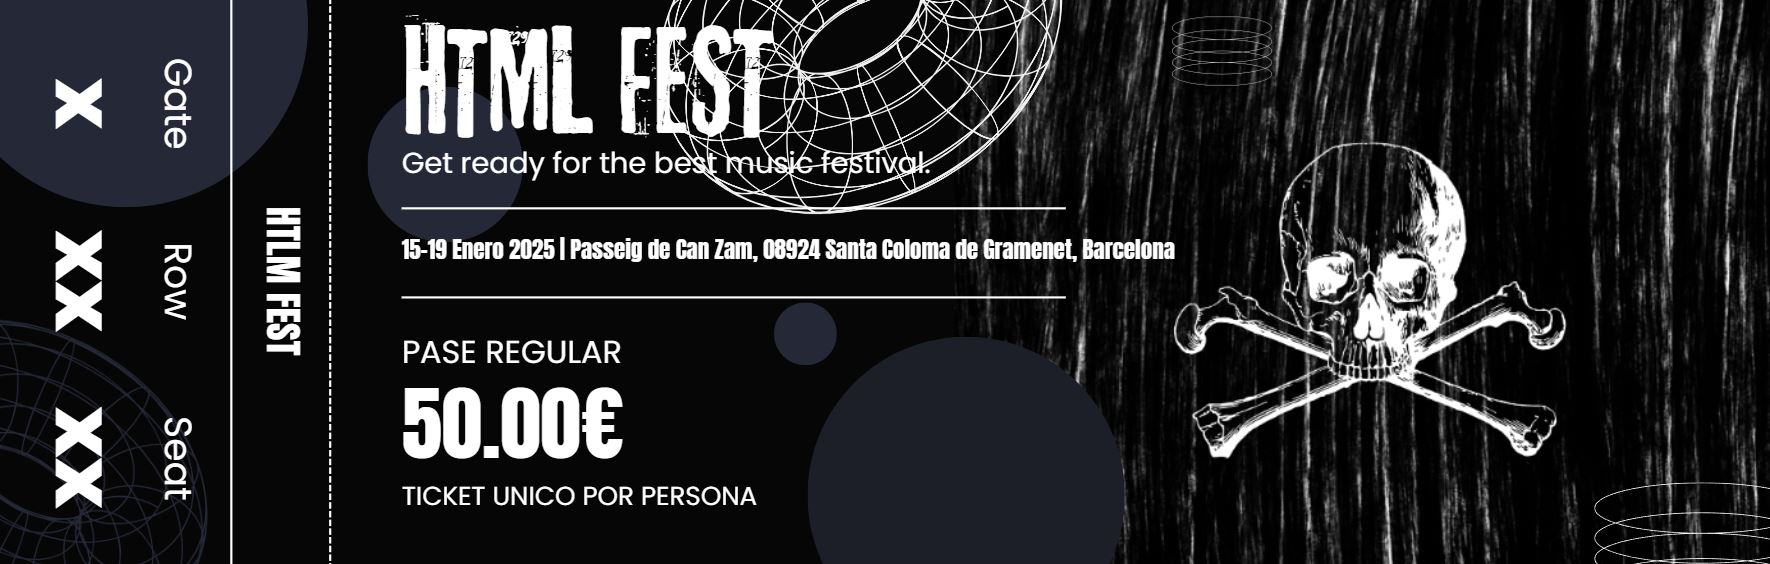 Gate
X
Row
XX
Seat
XX
HTLM FEST
HTML FEST
Get ready for the best music festival.
15-19 Enero 2025 | Passeig de Can Zam, 08924 Santa Coloma de Gramenet, Barcelona
PASE REGULAR
50.00€
TICKET UNICO POR PERSONA